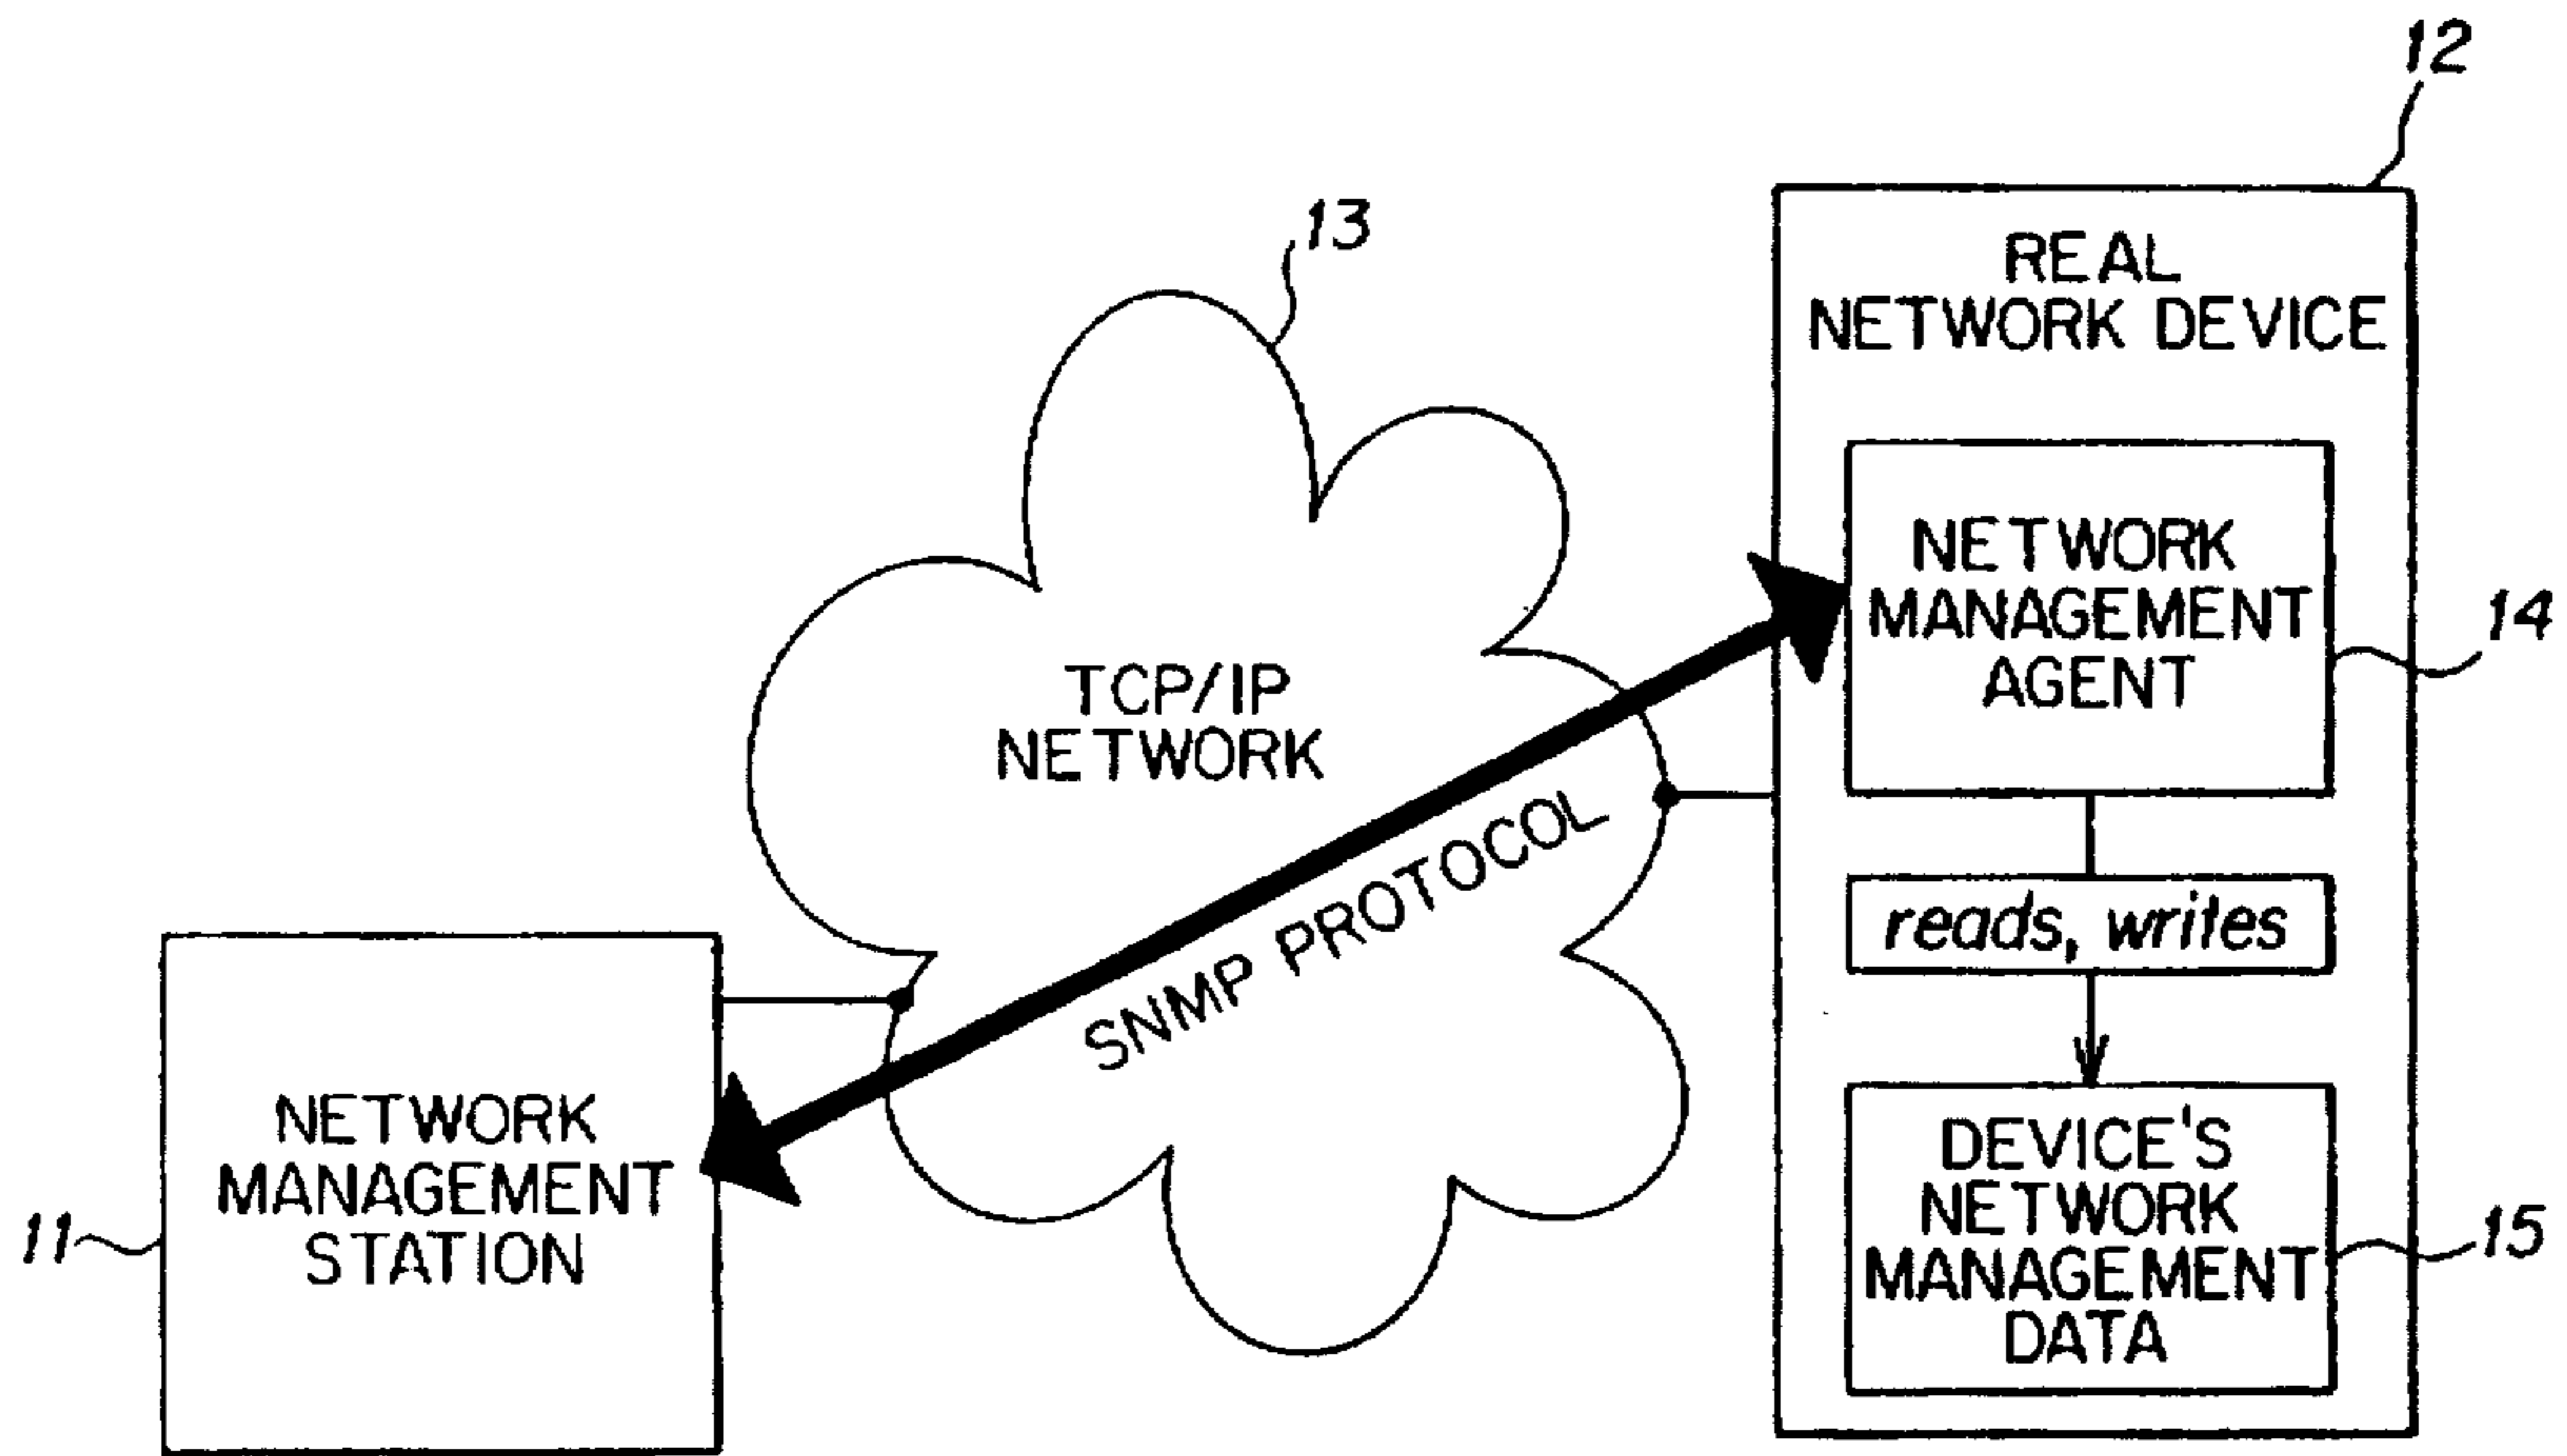 12
13
REAL
NETWORK DEVICE
NETWORK
MANAGEMENT
AGENT
14
TCP/IP
NETWORK
SNMP PROTOCOL
reads, writes
NETWORK
MANAGEMENT
STATION
11
DEVICE'S
NETWORK
MANAGEMENT
DATA
15